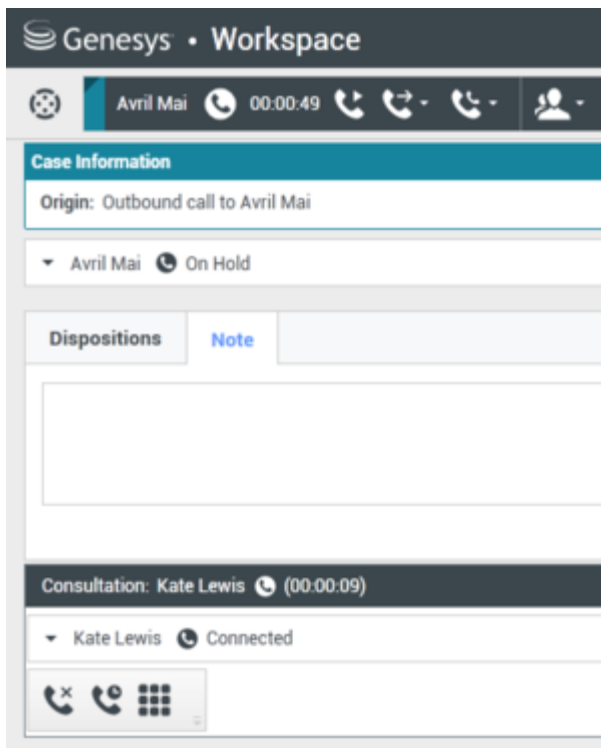 Genesys • Workspace
Avril Mai 00:00:49
Case Information
Origin: Outbound call to Avril Mai
Avril Mai On Hold
Dispositions Note
Consultation: Kate Lewis (00:00:09)
Kate Lewis Connected